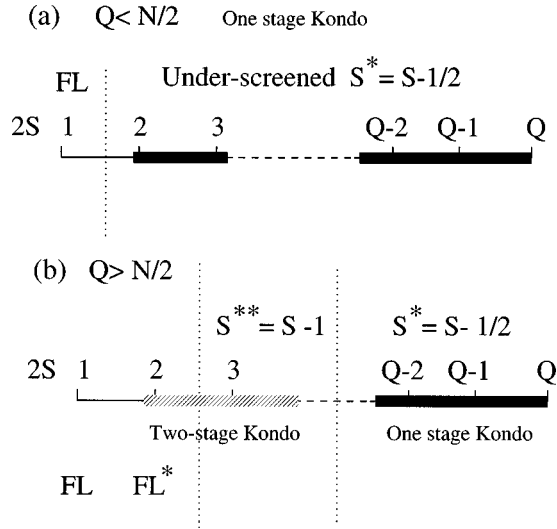 (a) Q< N/2 One stage Kondo
FL Under-screened S* = S-1/2
2S 1 2 3 Q-2 Q-1 Q
(b) Q> N/2
S** = S -1 S* = S- 1/2
2S 1 2 3 Q-2 Q-1 Q
Two-stage Kondo One stage Kondo
FL FL*